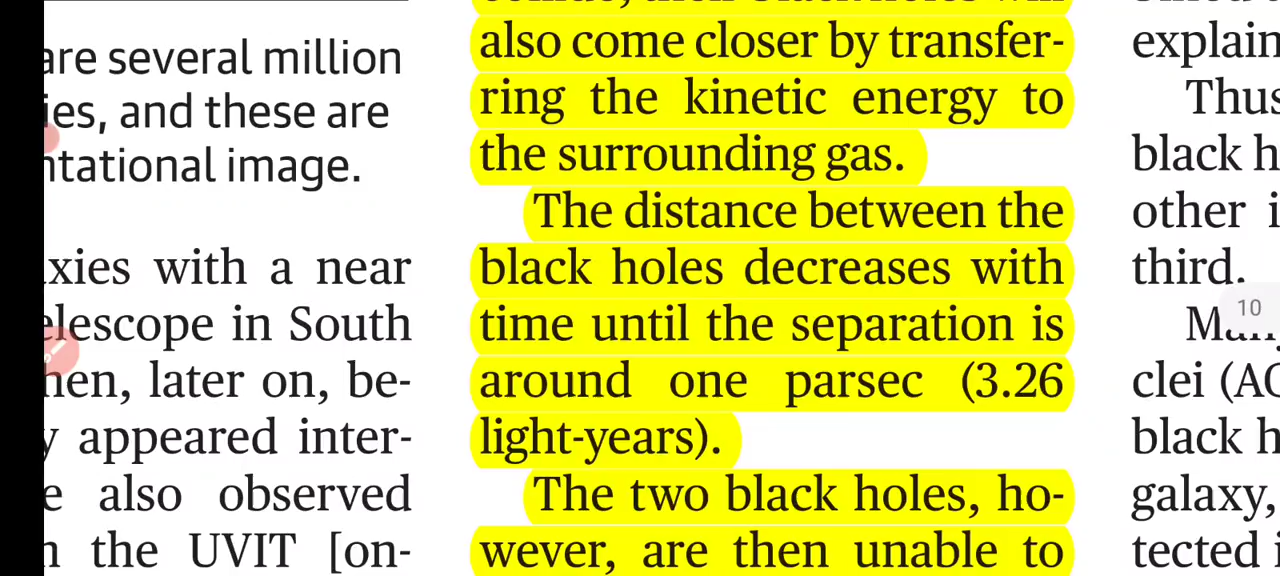 are several million
ies, and these are
ntational image.
xies with a near
elescope in South
hen, later on, be-
y appeared inter-
e also observed
n the UVIT [on-
also come closer by transfer-
ring the kinetic energy to
the surrounding gas.
The distance between the
black holes decreases with
time until the separation is
around one parsec (3.26
light-years).
The two black holes, ho-
wever, are then unable to
explain
Thus
black h
other i
third.
clei (AC
black h
galaxy,
tected i
10